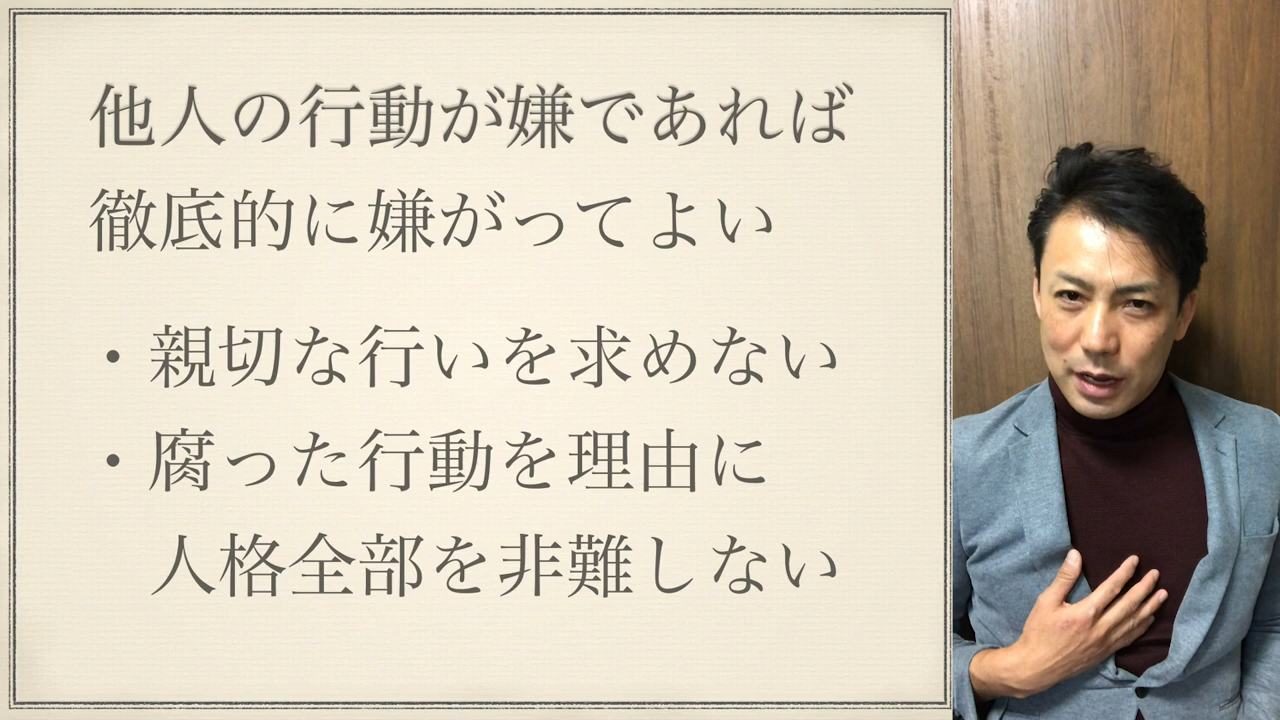 他人の行動が嫌であれば
徹底的に嫌がってよい
・親切な行いを求めない
・腐った行動を理由に
人格全部を非難しない